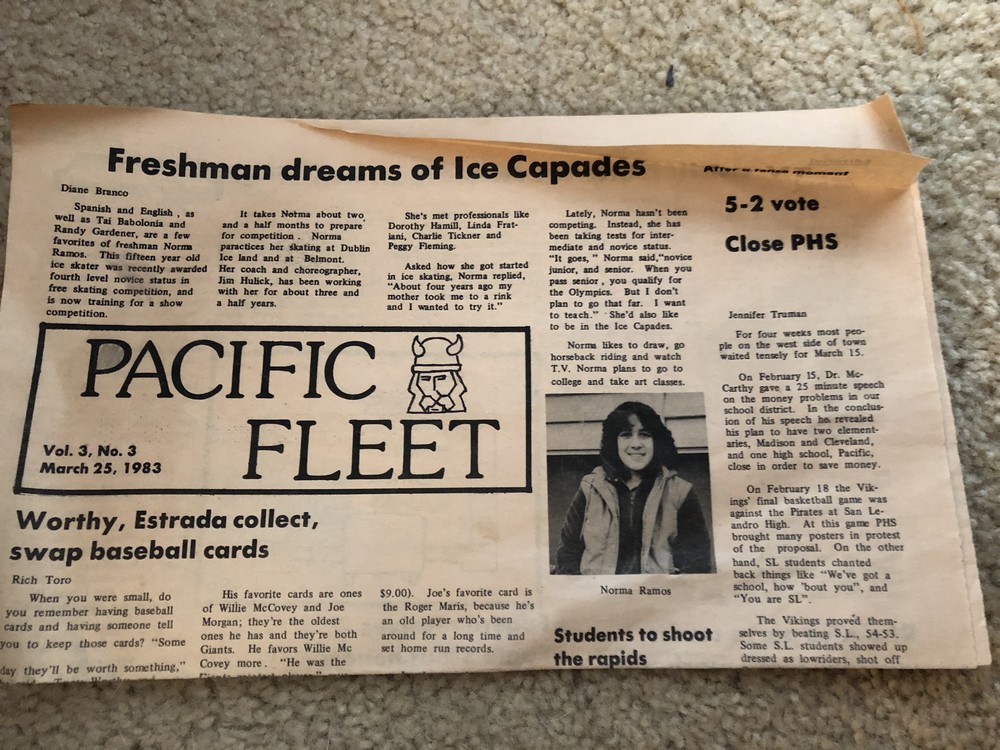 Freshman dreams of Ice Capades
Diane Branco
Spanish and English , as
well as Tai Babolonia and
Randy Gardener, are a few
favorites of freshman Norma
Ramos. This fifteen year old
ice skater was recently awarded
fourth level novice status in
free skating competition, and
is now training for a show
competition.
It takes Norma about two
and a half months to prepare
for competition . Norma
paractices her skating at Dublin
Ice land and at Belmont.
Her coach and choreographer,
Jim Hulick, has been working
with her for about three and
a half years.
She's met professionals like
Dorothy Hamill, Linda Frat-
iani, Charlie Tickner and
Peggy Fleming.
Asked how she got started
in ice skating, Norma replied,
"About four years ago my
mother took me to a rink
and I wanted to try it."
Lately, Norma hasn't been
competing. Instead, she has
been taking tests for inter-
mediate and novice status.
"It goes, " Norma said,"novice
junior, and senior. When you
pass senior , you qualify for
the Olympics. But I don't
plan to go that far. I want
to teach." She'd also like
to be in the Ice Capades.
Norma likes to draw, go
horseback riding and watch
T.V. Norma plans to go to
college and take art classes.
Norma Ramos
PACIFIC
FLEET
Vol. 3, No. 3
March 25, 1983
After a tense moment
5-2 vote
Close PHS
Jennifer Truman
For four weeks most peo-
ple on the west side of town
waited tensely for March 15.
On February 15, Dr. Mc-
Carthy gave a 25 minute speech
on the money problems in our
school district. In the conclus-
ion of his speech he revealed
his plan to have two element-
aries, Madison and Cleveland,
and one high school, Pacific,
close in order to save money.
On February 18 the Vik-
ings' final basketball game was
against the Pirates at San Le-
andro High. At this game PHS
brought many posters in protest
of the proposal. On the other
hand, SL students chanted
back things like "We've got a
school, how 'bout you", and
"You are SL".
The Vikings proved them-
selves by beating S.L., 54-53.
Some S.L. students showed up
dressed as lowriders, shot off
Worthy, Estrada collect,
swap baseball cards
Rich Toro
When you were small, do
you remember having baseball
cards and having someone tell
you to keep those cards? "Some
day they'll be worth something,"
His favorite cards are ones
of Willie McCovey and Joe
Morgan; they're the oldest
ones he has and they're both
Giants. He favors Willie Mc
Covey more. "He was the
$9.00). Joe's favorite card is
the Roger Maris, because he's
an old player who's been
around for a long time and
set home run records.
Students to shoot
the rapids